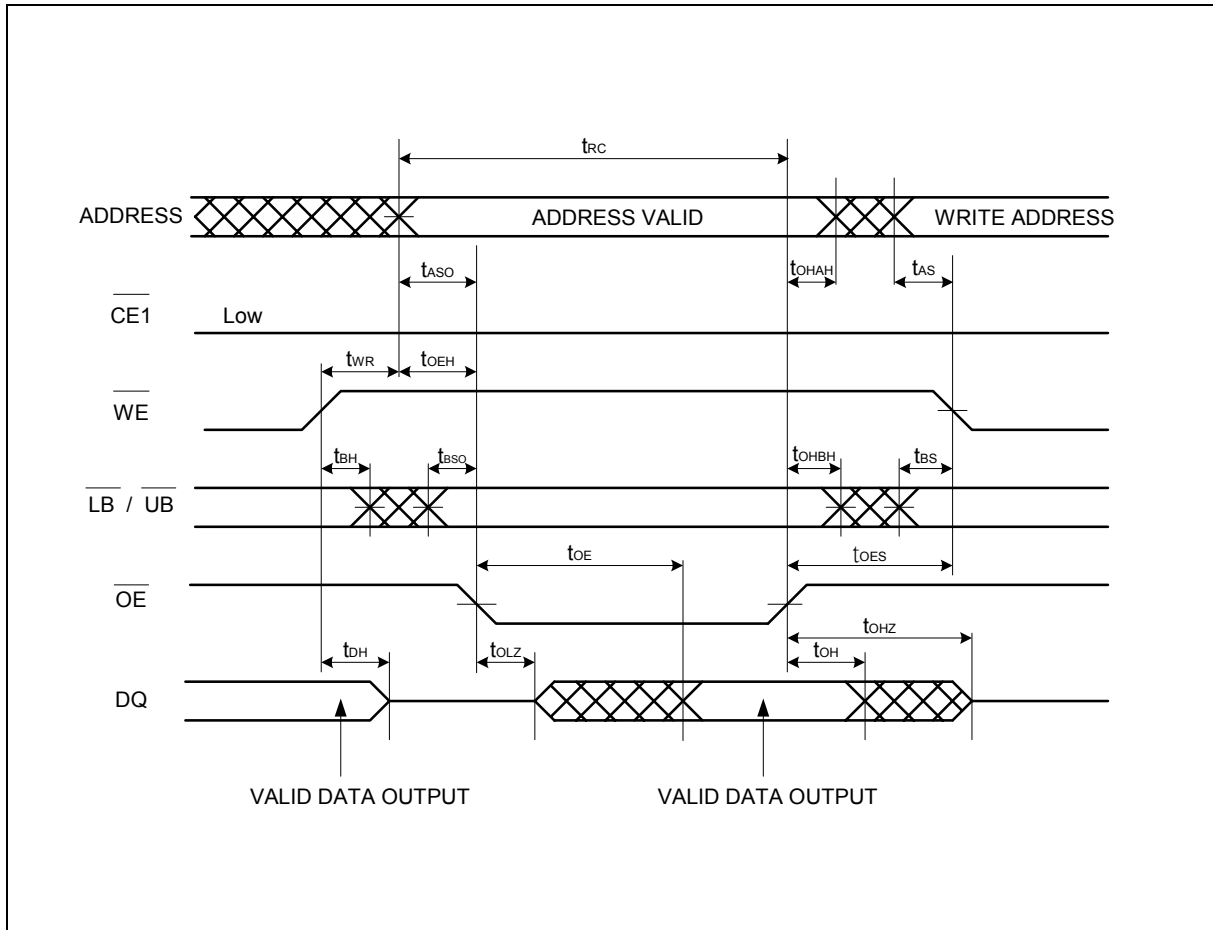 tRC
ADDRESS ADDRESS VALID WRITE ADDRESS
tASO tOHAH tAS
CE1 Low
tWR tOEH
WE
tBH tBSO tOHBH tBS
LB / UB
tOE tOES
OE
tOHZ
tDH tOLZ tOH
DQ
VALID DATA OUTPUT VALID DATA OUTPUT